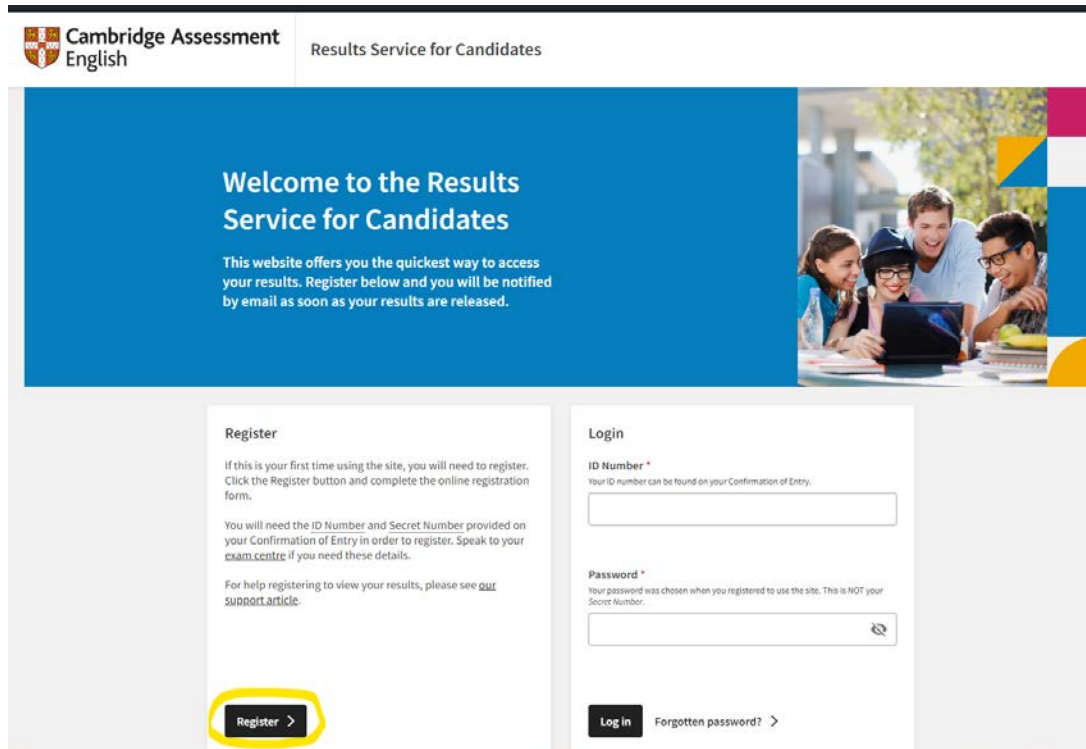 Cambridge Assessment
English
Results Service for Candidates
Welcome to the Results
Service for Candidates
This website offers you the quickest way to access
your results. Register below and you will be notified
by email as soon as your results are released.
Register
If this is your first time using the site, you will need to register.
Click the Register button and complete the online registration
form.
You will need the ID Number and Secret Number provided on
your Confirmation of Entry in order to register. Speak to your
exam centre if you need these details.
For help registering to view your results, please see our
support article.
Register
Login
ID Number *
Your ID number can be found on your Confirmation of Entry.
Password *
Your password was chosen when you registered to use the site. This is NOT your
Secret Number.
Log in
Forgotten password?